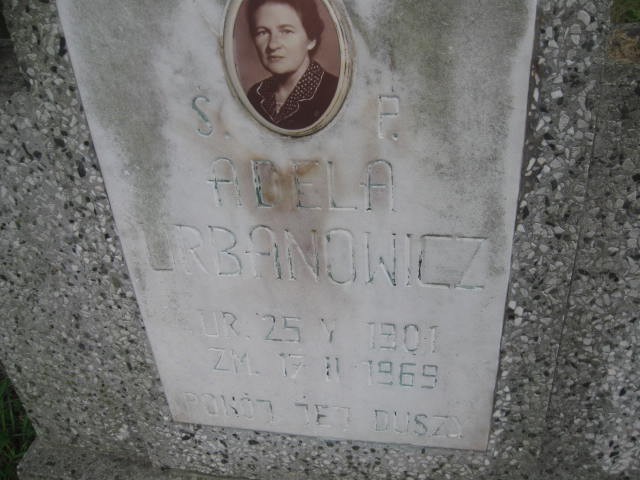 Ś. P.
ADELA
URBANOWICZ
UR. 25 V 1901
ZM. 17 II 1969
POKÓJ JEJ DUSZY